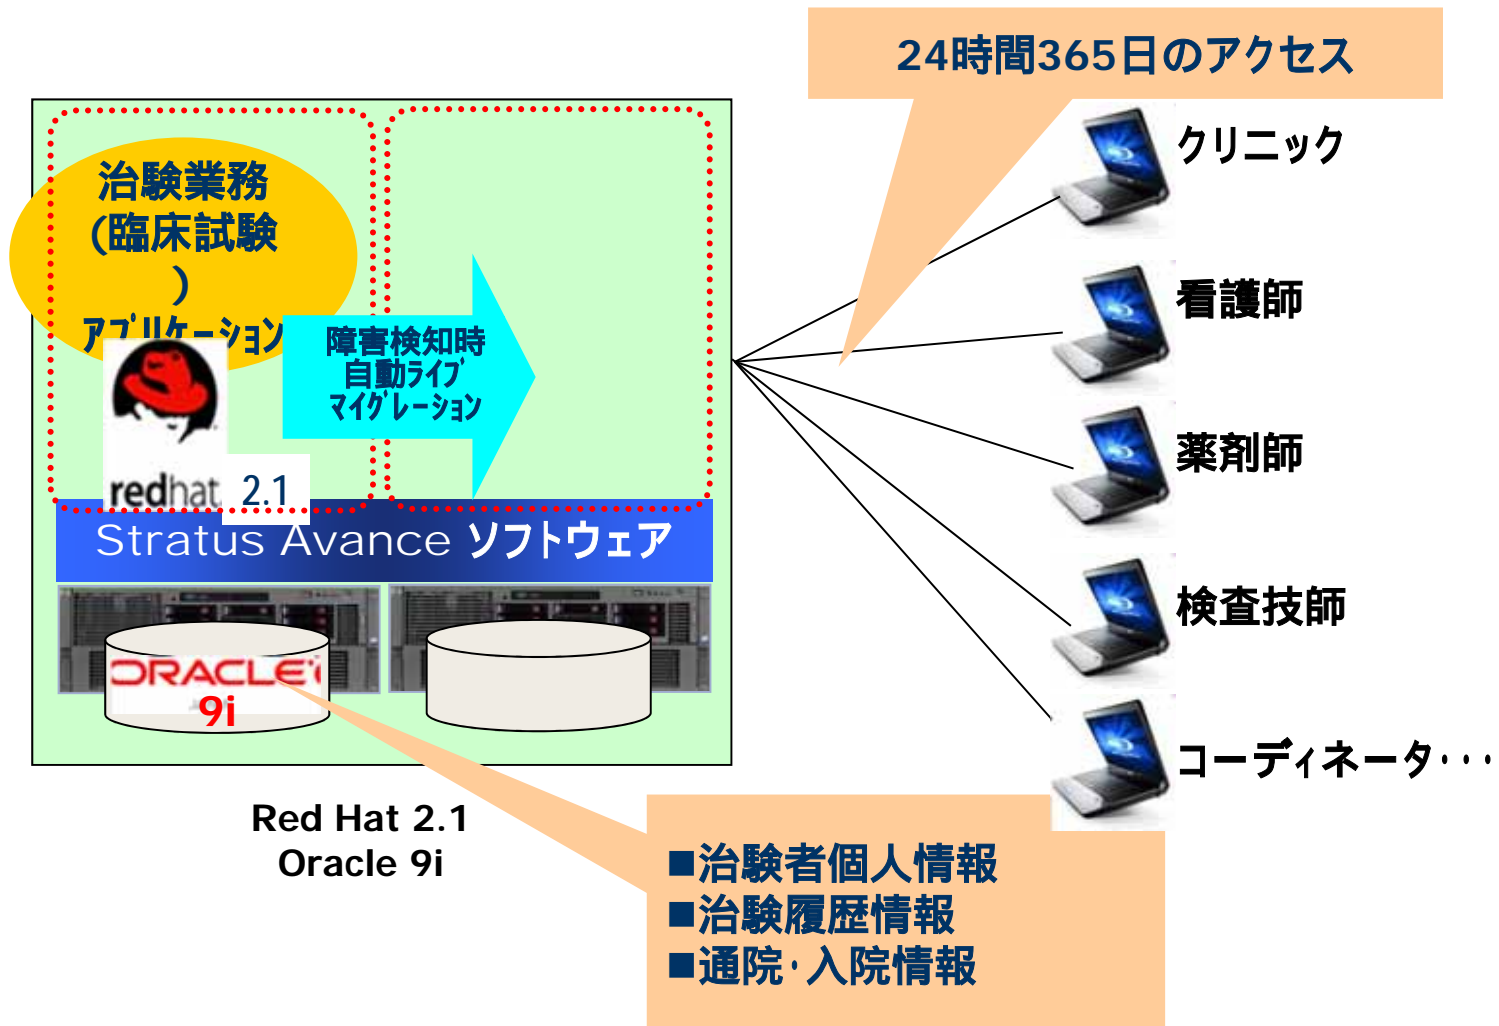 24時間365日のアクセス
クリニック
治験業務
(臨床試験
)
アプリケーション
看護師
障害検知時
自動ライブ
マイグレーション
薬剤師
redhat 2.1
Stratus Avance ソフトウェア
検査技師
ORACLE
9i
コーディネータ･･･
Red Hat 2.1
Oracle 9i
■治験者個人情報
■治験履歴情報
■通院･入院情報